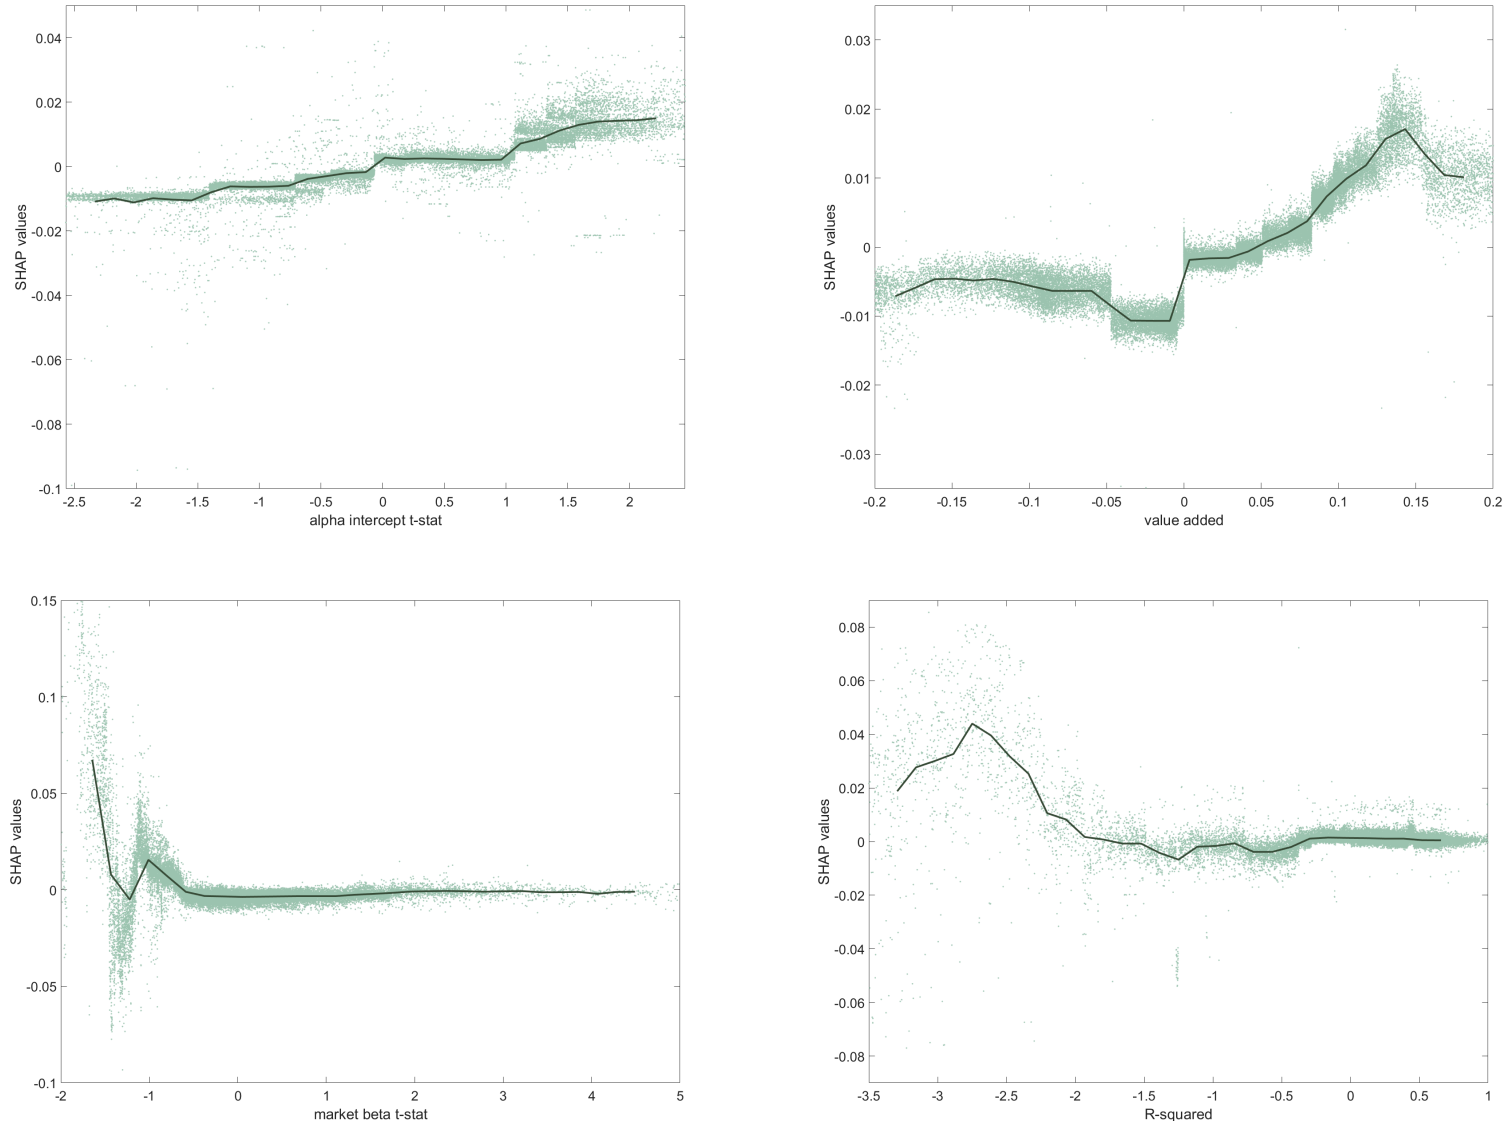 0.04
0.02
0
-0.02
-0.04
-0.06
-0.08
-0.1
SHAP values
-2.5 -2 -1.5 -1 -0.5 0 0.5 1 1.5 2
alpha intercept t-stat
0.03
0.02
0.01
0
-0.01
-0.02
-0.03
SHAP values
-0.2 -0.15 -0.1 -0.05 0 0.05 0.1 0.15 0.2
value added
0.15
0.1
0.05
0
-0.05
-0.1
SHAP values
-2 -1 0 1 2 3 4 5
market beta t-stat
0.08
0.06
0.04
0.02
0
-0.02
-0.04
-0.06
-0.08
SHAP values
-3.5 -3 -2.5 -2 -1.5 -1 -0.5 0 0.5 1
R-squared